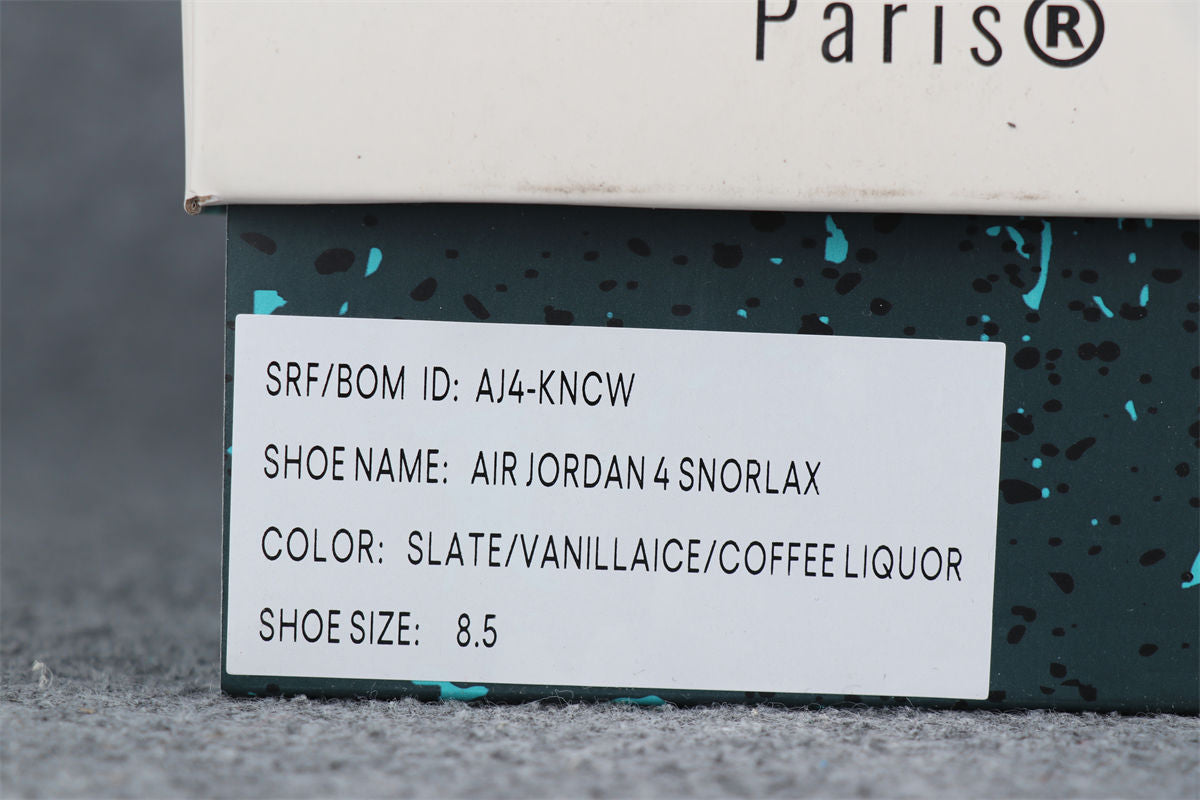 Paris®
SRF/BOM ID: AJ4-KNCW
SHOE NAME: AIR JORDAN 4 SNORLAX
COLOR: SLATE/VANILLAICE/COFFEE LIQUOR
SHOE SIZE: 8.5